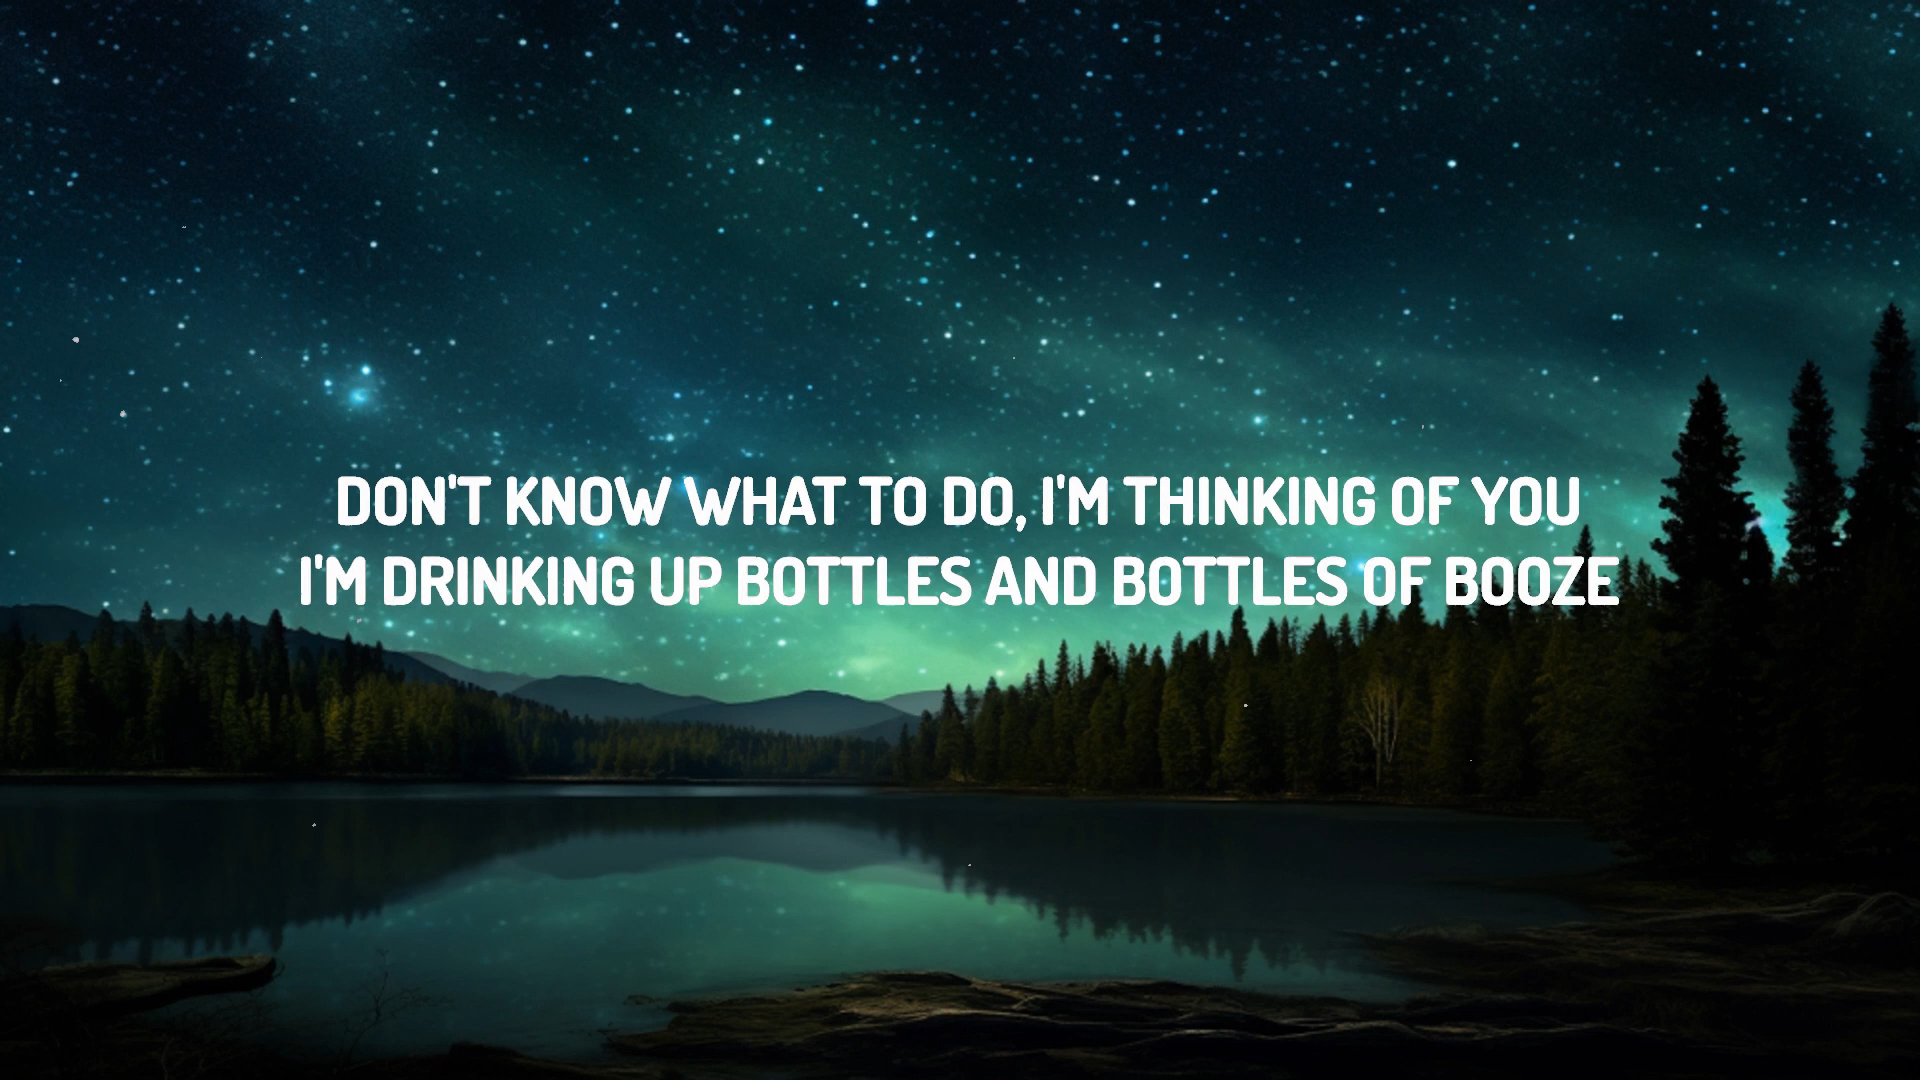 DON'T KNOW WHAT TO DO, I'M THINKING OF YOU
I'M DRINKING UP BOTTLES AND BOTTLES OF BOOZE